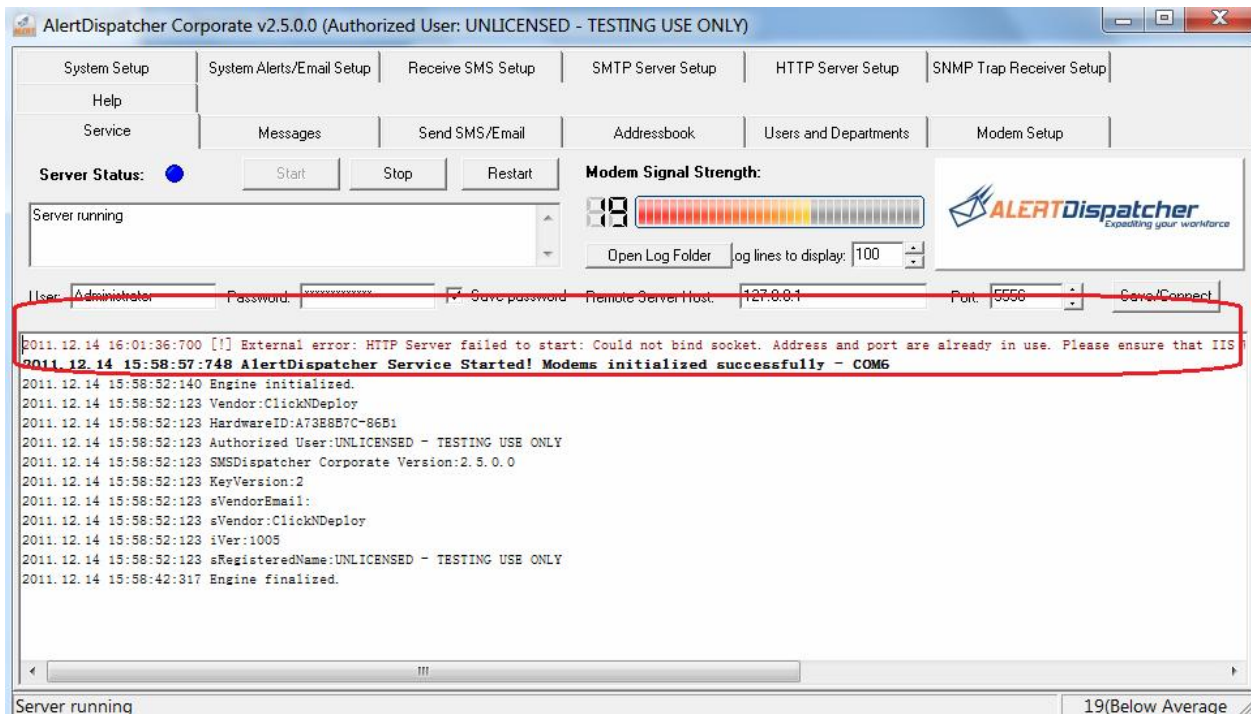 AlertDispatcher Corporate v2.5.0.0 (Authorized User: UNLICENSED - TESTING USE ONLY)
System Setup System Alerts/Email Setup Receive SMS Setup SMTP Server Setup HTTP Server Setup SNMP Trap Receiver Setup
Help
Service Messages Send SMS/Email Addressbook Users and Departments Modem Setup
Server Status: Start Stop Restart Modem Signal Strength:
Server running
19
ALERTDispatcher
Expediting your workforce
Open Log Folder log lines to display: 100
User: Administrator Password: Save password Remote Server Host: 127.0.0.1 Port: 5556 Save/Connect
2011.12.14 16:01:36:700 [!] External error: HTTP Server failed to start: Could not bind socket. Address and port are already in use. Please ensure that IIS
2011.12.14 15:58:57:748 AlertDispatcher Service Started! Modems initialized successfully - COM6
2011.12.14 15:58:52:140 Engine initialized.
2011.12.14 15:58:52:123 Vendor:ClickNDeploy
2011.12.14 15:58:52:123 HardwareID:A73E8B7C-86B1
2011.12.14 15:58:52:123 Authorized User:UNLICENSED - TESTING USE ONLY
2011.12.14 15:58:52:123 SMSDispatcher Corporate Version:2.5.0.0
2011.12.14 15:58:52:123 KeyVersion:2
2011.12.14 15:58:52:123 sVendorEmail:
2011.12.14 15:58:52:123 sVendor:ClickNDeploy
2011.12.14 15:58:52:123 iVer:1005
2011.12.14 15:58:52:123 sRegisteredName:UNLICENSED - TESTING USE ONLY
2011.12.14 15:58:42:317 Engine finalized.
Server running 19(Below Average